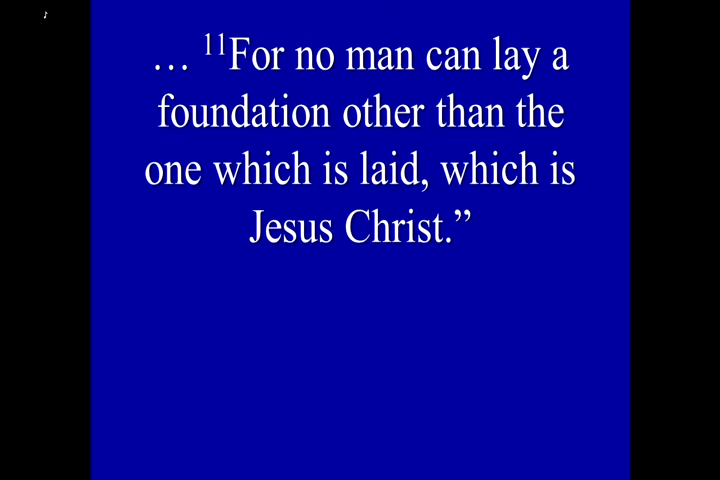 … ¹¹For no man can lay a
foundation other than the
one which is laid, which is
Jesus Christ.”